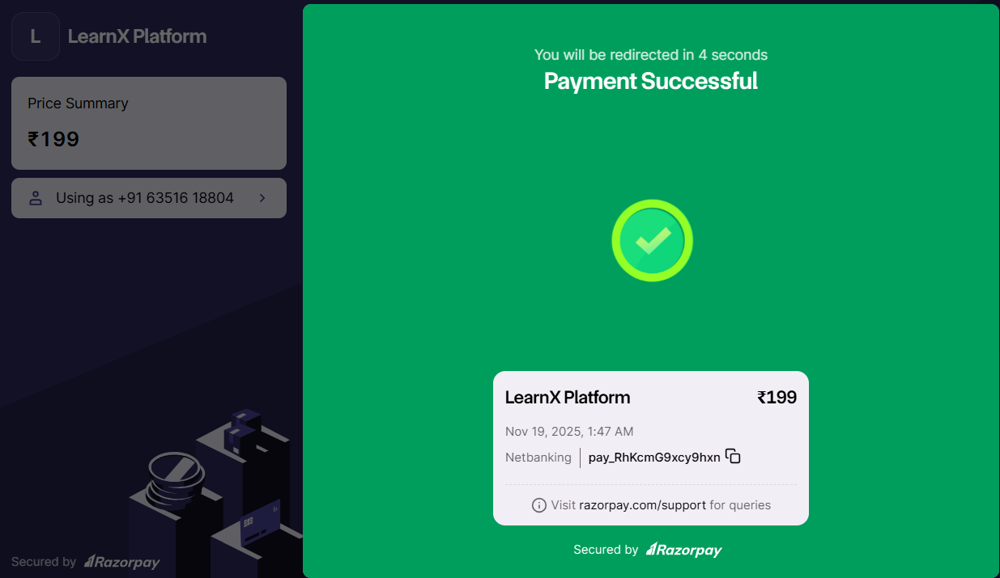 L
LearnX Platform
Price Summary
₹199
Using as +91 63516 18804
Secured by Razorpay
You will be redirected in 4 seconds
Payment Successful
LearnX Platform ₹199
Nov 19, 2025, 1:47 AM
Netbanking pay_RhKcmG9xcy9hxn
Visit razorpay.com/support for queries
Secured by Razorpay